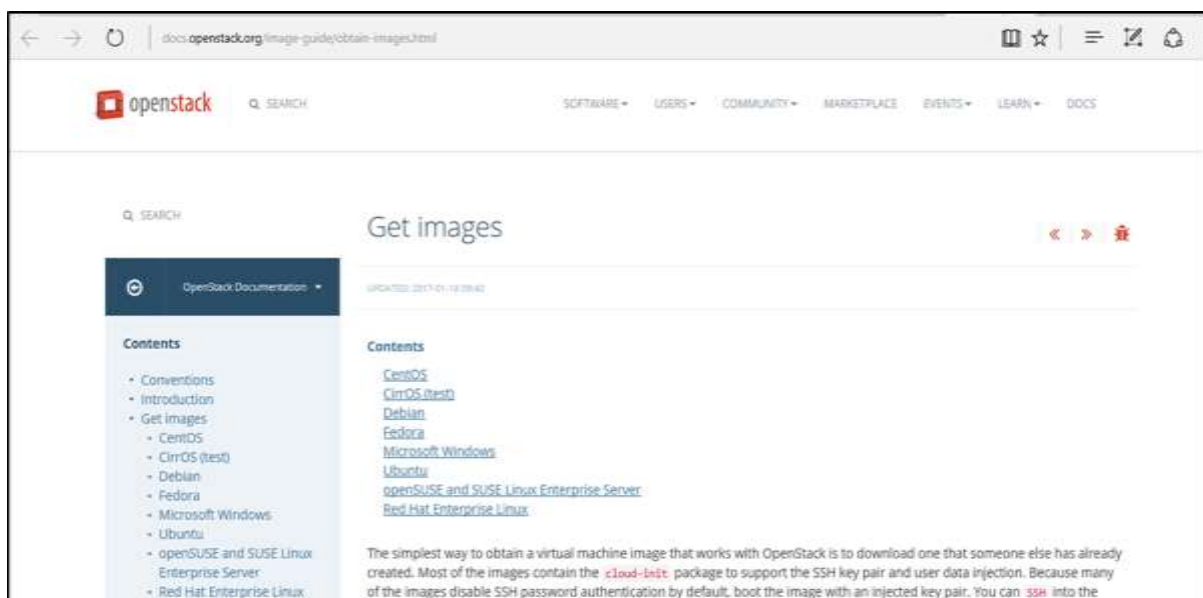 docs.openstack.org/image-guide/obtain-images.html
openstack
SEARCH
SOFTWARE
USERS
COMMUNITY
MARKETPLACE
EVENTS
LEARN
DOCS
SEARCH
OpenStack Documentation
Contents
• Conventions
• Introduction
• Get images
◦ CentOS
◦ CirrOS (test)
◦ Debian
◦ Fedora
◦ Microsoft Windows
◦ Ubuntu
◦ openSUSE and SUSE Linux
Enterprise Server
◦ Red Hat Enterprise Linux
Get images
UPDATED: 2017-01-
Contents
CentOS
CirrOS (test)
Debian
Fedora
Microsoft Windows
Ubuntu
openSUSE and SUSE Linux Enterprise Server
Red Hat Enterprise Linux
The simplest way to obtain a virtual machine image that works with OpenStack is to download one that someone else has already
created. Most of the images contain the cloud-init package to support the SSH key pair and user data injection. Because many
of the images disable SSH password authentication by default, boot the image with an injected key pair. You can SSH into the